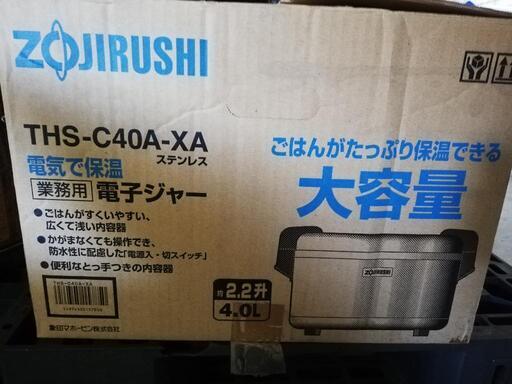 ZOJIRUSHI
THS-C40A-XA
ステンレス
電気で保温
業務用 電子ジャー
●ごはんがすくいやすい、
広くて浅い内容器
●かがまなくても操作でき、
防水性に配慮した「電源入・切スイッチ」
●便利なとっ手つきの内容器
THS-C40A-XA
象印マホービン株式会社
ごはんがたっぷり保温できる
大容量
ZOJIRUSHI
約2.2升
4.0L